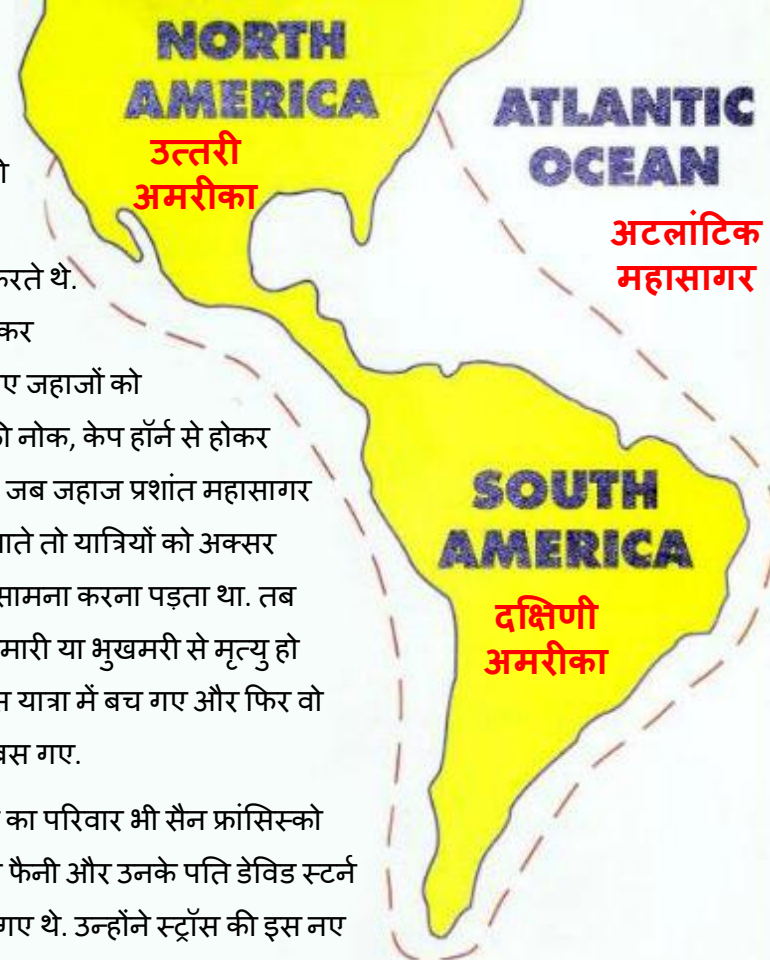 NORTH
AMERICA
उत्तरी
अमरीका
ATLANTIC
OCEAN
अटलांटिक
महासागर
करते थे.
कर
जहाजों को
नोक, केप हॉर्न से होकर
जब जहाज प्रशांत महासागर
तो यात्रियों को अक्सर
सामना करना पड़ता था. तब
या भुखमरी से मृत्यु हो
यात्रा में बच गए और फिर वो
बस गए.
का परिवार भी सैन फ्रांसिस्को
फैनी और उनके पति डेविड स्टर्न
गए थे. उन्होंने स्ट्रॉस की इस नए
SOUTH
AMERICA
दक्षिणी
अमरीका